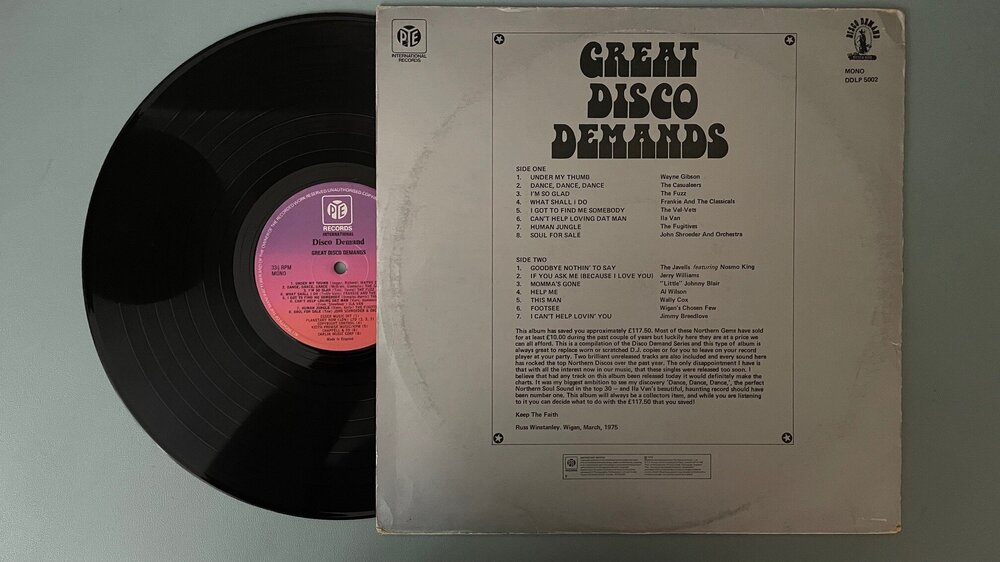 UNAUTHORISED
PYE
RECORDS
INTERNATIONAL
Disco Demand
GREAT DISCO DEMANDS
33⅓ RPM
MONO
Made in England
PYE
INTERNATIONAL
RECORDS
DISCO DEMAND
MONO
DDLP 5002
GREAT
DISCO
DEMANDS
SIDE ONE
1. UNDER MY THUMB Wayne Gibson
2. DANCE, DANCE, DANCE The Casualeers
3. I'M SO GLAD The Fuzz
4. WHAT SHALL I DO Frankie And The Classicals
5. I GOT TO FIND ME SOMEBODY The Vel-Vets
6. CAN'T HELP LOVING DAT MAN Ila Van
7. HUMAN JUNGLE The Fugitives
8. SOUL FOR SALE John Shroeder And Orchestra
SIDE TWO
1. GOODBYE NOTHIN' TO SAY The Javells featuring Nosmo King
2. IF YOU ASK ME (BECAUSE I LOVE YOU) Jerry Williams
3. MOMMA'S GONE "Little" Johnny Blair
4. HELP ME Al Wilson
5. THIS MAN Wally Cox
6. FOOTSEE Wigan's Chosen Few
7. I CAN'T HELP LOVIN' YOU Jimmy Breedlove
This album has saved you approximately £117.50. Most of these Northern Gems have sold
for at least £10.00 during the past couple of years but luckily here they are at a price we
can all afford. This is a compilation of the Disco Demand Series and this type of album is
always great to replace worn or scratched D.J. copies or for you to leave on your record
player at your party. Two brilliant unreleased tracks are also included and every sound here
has rocked the top Northern Discos over the past year. The only disappointment I have is
that with all the interest now in our music, that these singles were released too soon, I
believe that had any track on this album been released today it would definitely make the
charts. It was my biggest ambition to see my discovery 'Dance, Dance, Dance,', the perfect
Northern Soul Sound in the top 30 — and Ila Van's beautiful, haunting record should have
been number one. This album will always be a collectors item, and while you are listening
to it you can decide what to do with the £117.50 that you saved!
Keep The Faith
Russ Winstanley. Wigan, March, 1975
PYE